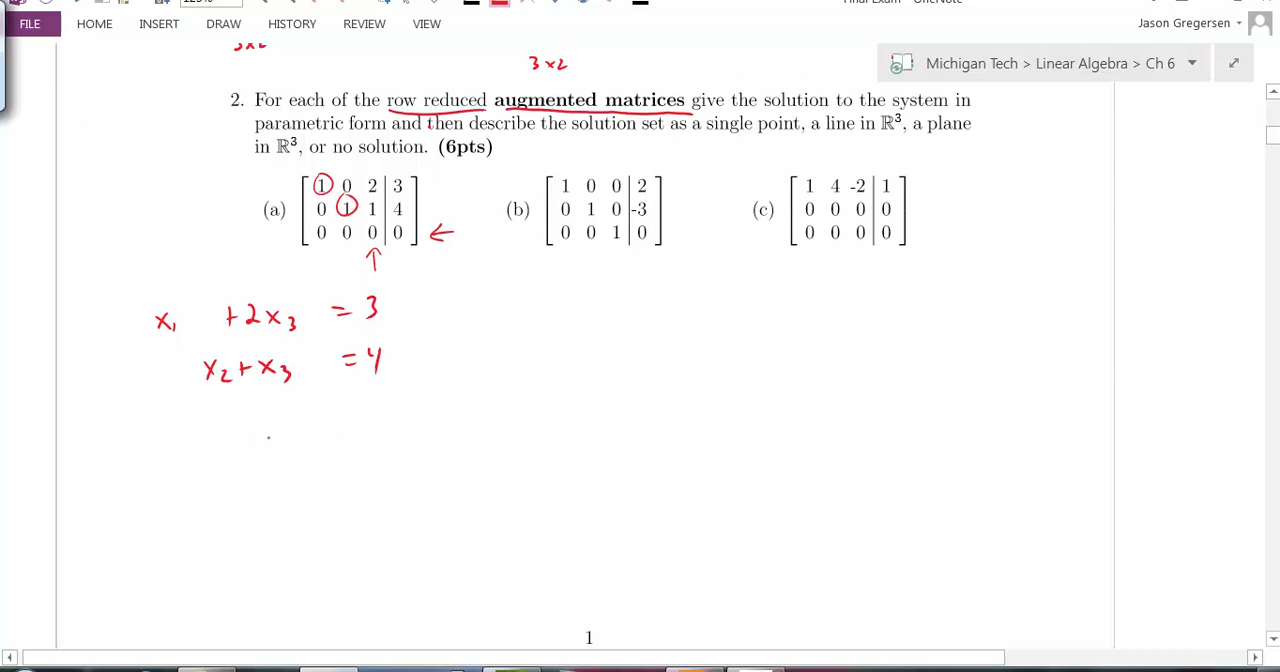 Final Exam - OneNote
FILE HOME INSERT DRAW HISTORY REVIEW VIEW
Jason Gregersen
3x2
3x2
Michigan Tech > Linear Algebra > Ch 6
2. For each of the row reduced augmented matrices give the solution to the system in
parametric form and then describe the solution set as a single point, a line in ℝ³, a plane
in ℝ³, or no solution. (6pts)
(a) [1 0 2 | 3
0 1 1 | 4
0 0 0 | 0] ←
↑
(b) [1 0 0 | 2
0 1 0 | -3
0 0 1 | 0]
(c) [1 4 -2 | 1
0 0 0 | 0
0 0 0 | 0]
x₁ +2x₃ = 3
x₂+x₃ = 4
1